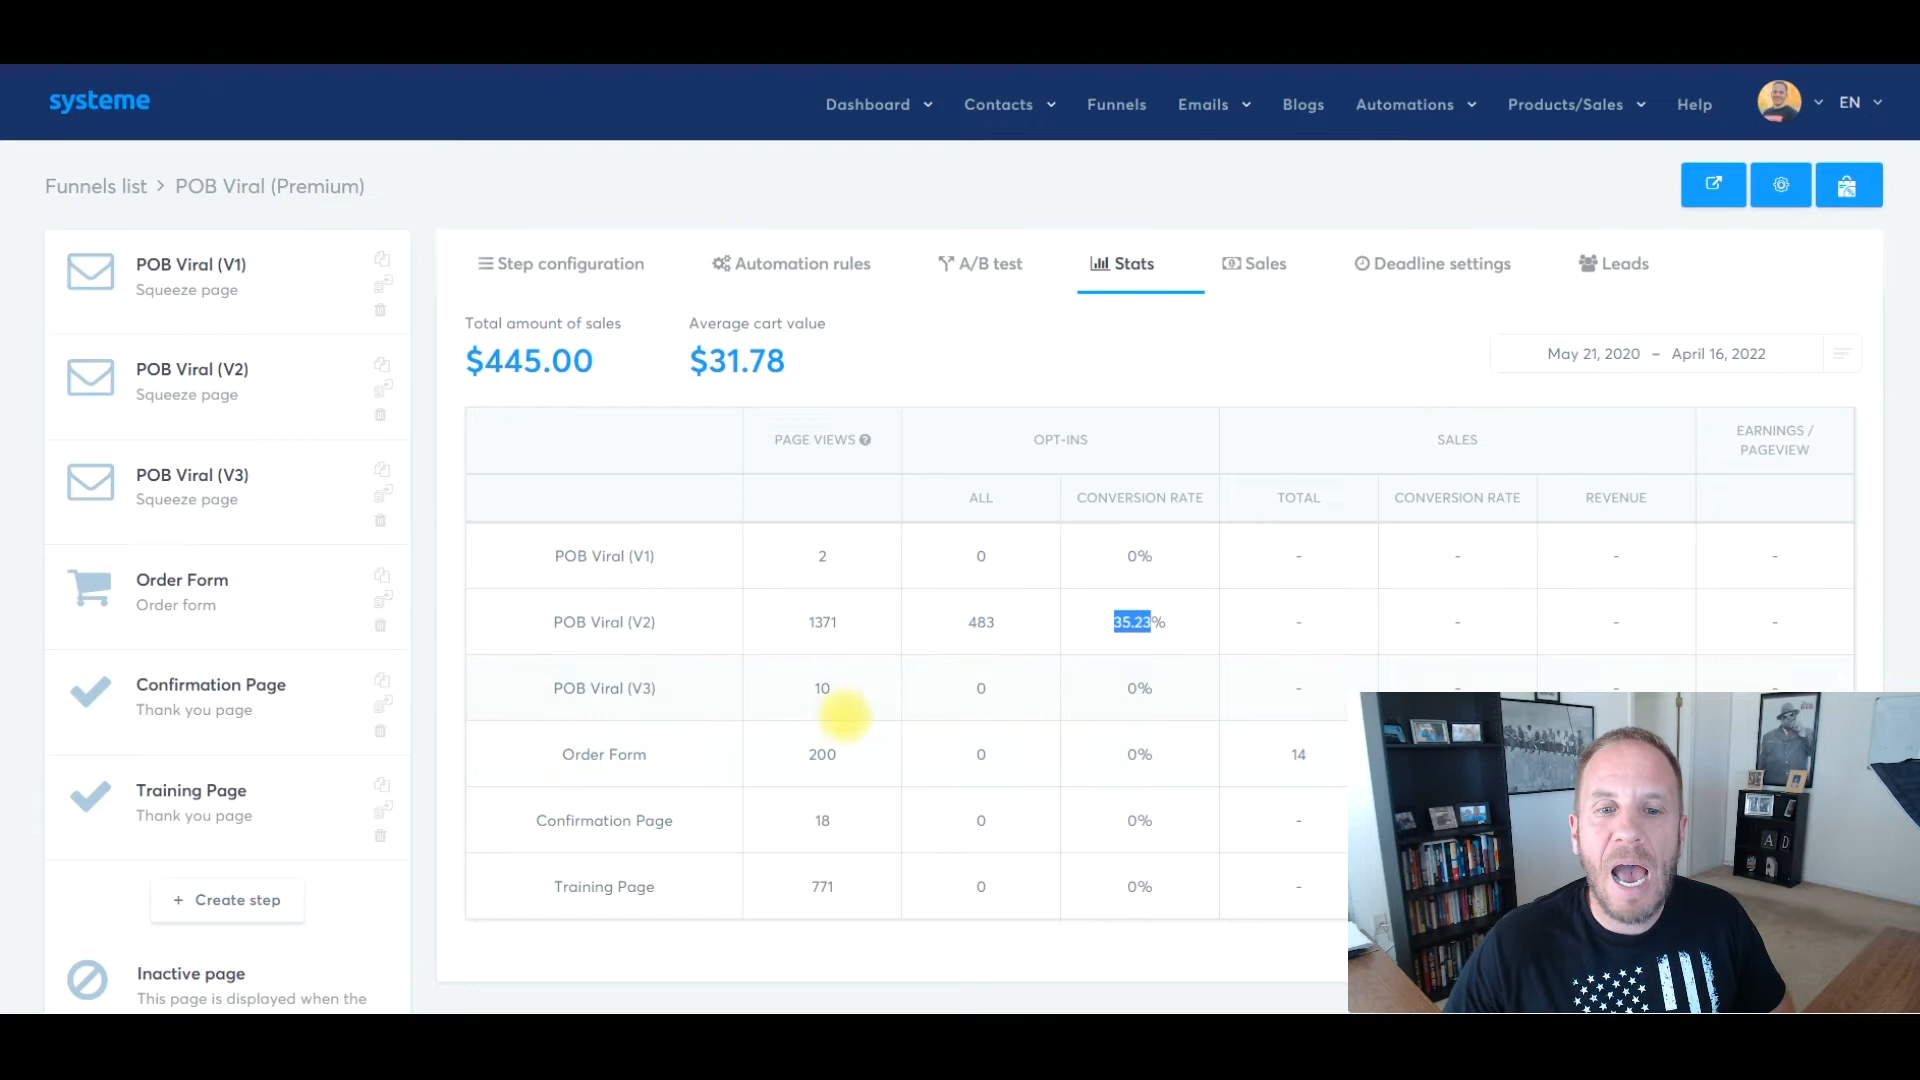 systeme
Dashboard Contacts Funnels Emails Blogs Automations Products/Sales Help EN
Funnels list > POB Viral (Premium)
POB Viral (V1)
Squeeze page
POB Viral (V2)
Squeeze page
POB Viral (V3)
Squeeze page
Order Form
Order form
Confirmation Page
Thank you page
Training Page
Thank you page
+ Create step
Inactive page
This page is displayed when the
Step configuration Automation rules A/B test Stats Sales Deadline settings Leads
Total amount of sales Average cart value
$445.00 $31.78
May 21, 2020 – April 16, 2022
PAGE VIEWS OPT-INS SALES EARNINGS / PAGEVIEW
ALL CONVERSION RATE TOTAL CONVERSION RATE REVENUE
POB Viral (V1) 2 0 0% - - - -
POB Viral (V2) 1371 483 35.23% - - - -
POB Viral (V3) 10 0 0% - - - -
Order Form 200 0 0% 14
Confirmation Page 18 0 0% -
Training Page 771 0 0% -
A D